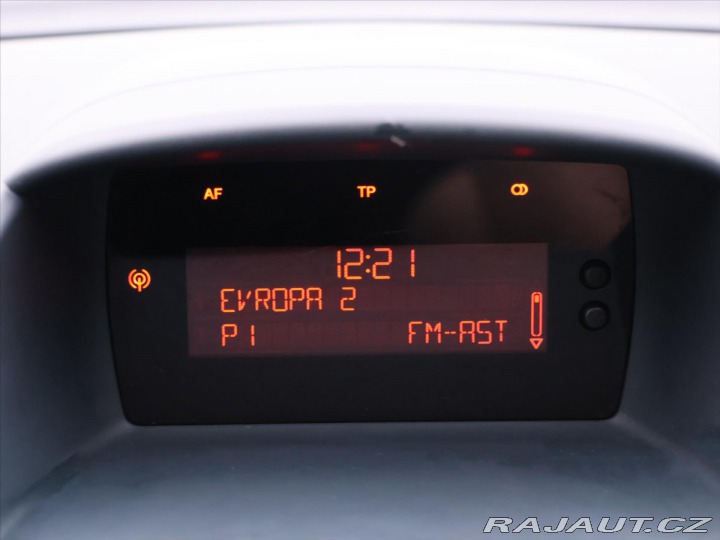 AF TP
12:21
EVROPA 2
P1 FM-AST
RAJAUT.CZ